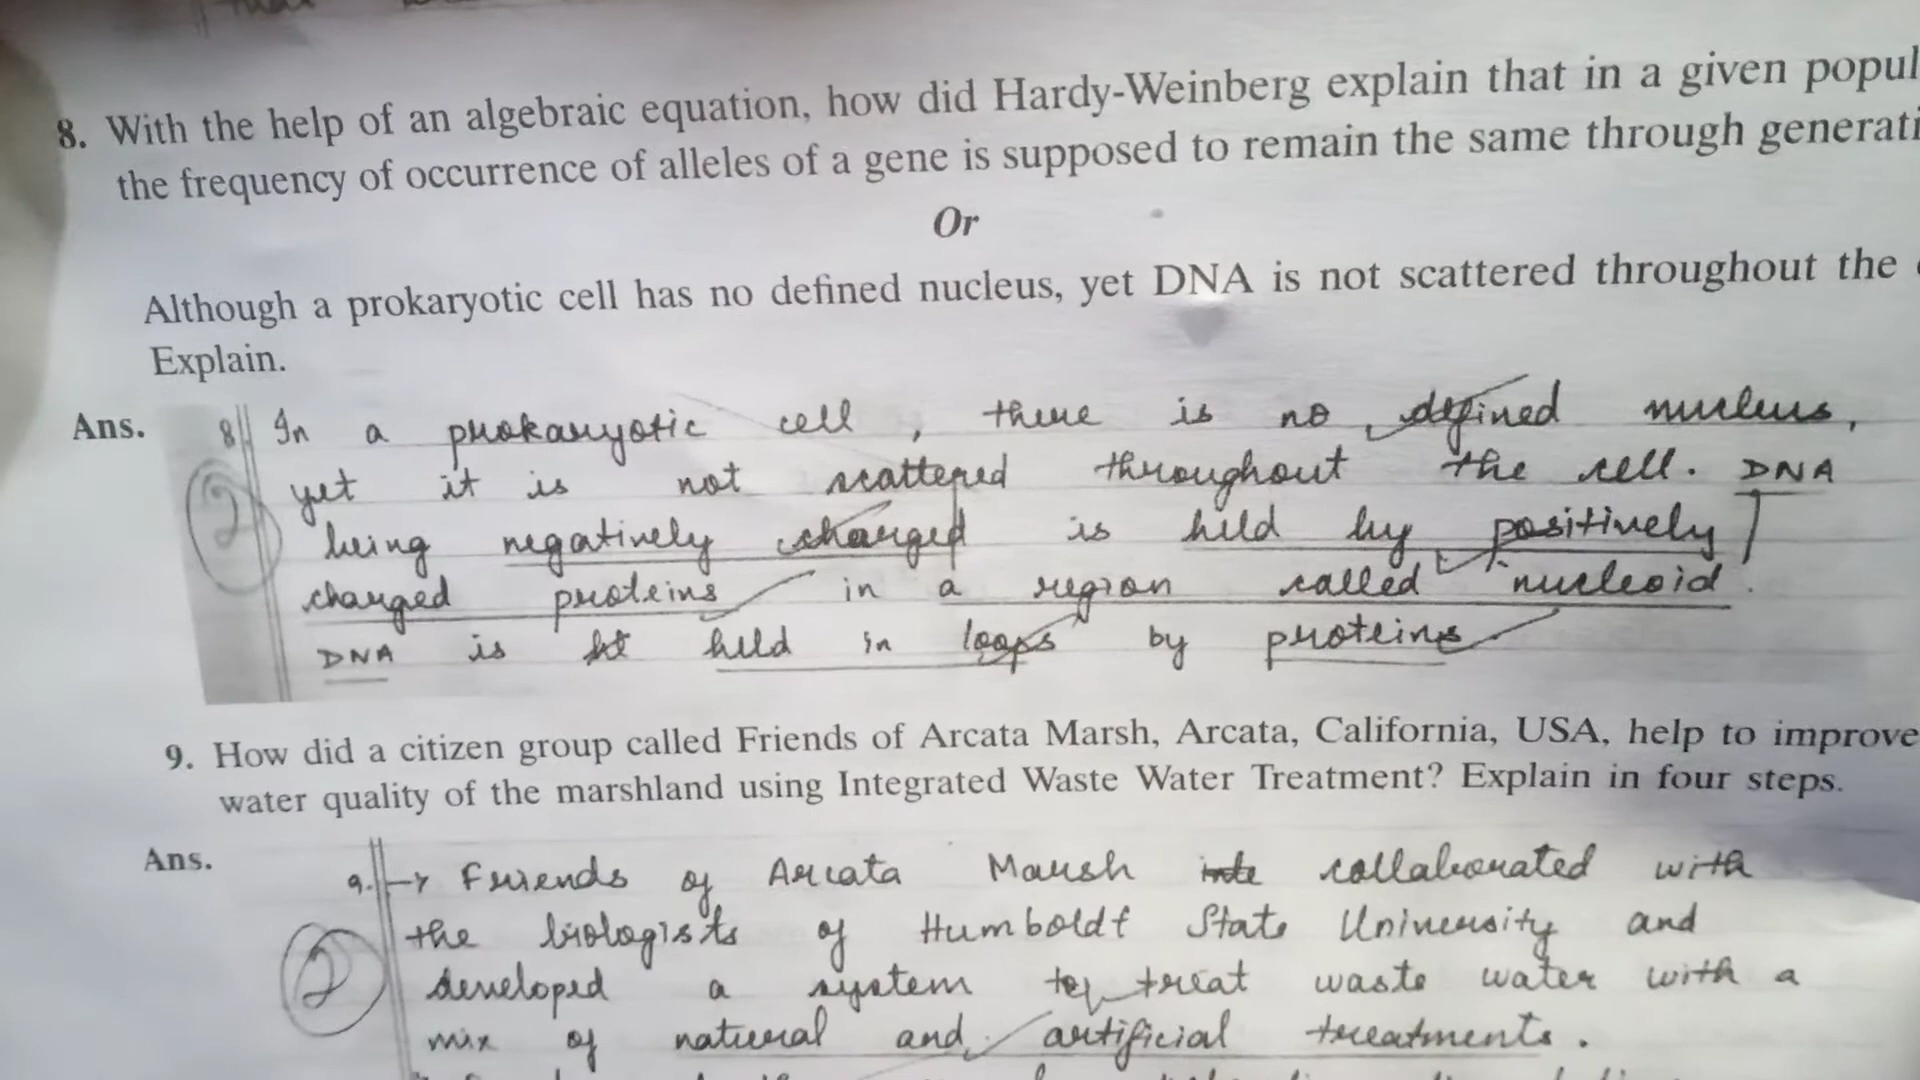 8. With the help of an algebraic equation, how did Hardy-Weinberg explain that in a given popul
the frequency of occurrence of alleles of a gene is supposed to remain the same through generati
Or
Although a prokaryotic cell has no defined nucleus, yet DNA is not scattered throughout the
Explain.
Ans.
8 In a prokaryotic cell, there is no defined nucleus,
yet it is not scattered throughout the cell. DNA
2
being negatively charged is held by positively
charged proteins in a region called nucleoid.
DNA is held in loops by proteins
9. How did a citizen group called Friends of Arcata Marsh, Arcata, California, USA, help to improve
water quality of the marshland using Integrated Waste Water Treatment? Explain in four steps.
Ans.
9. → Friends of Arcata Marsh collaborated with
the biologists of Humboldt State University and
2
developed a system to treat waste water with a
mix of natural and artificial treatments.